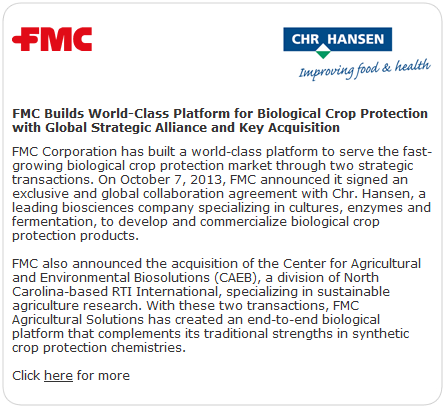 FMC
CHR HANSEN
Improving food & health
FMC Builds World-Class Platform for Biological Crop Protection
with Global Strategic Alliance and Key Acquisition
FMC Corporation has built a world-class platform to serve the fast-
growing biological crop protection market through two strategic
transactions. On October 7, 2013, FMC announced it signed an
exclusive and global collaboration agreement with Chr. Hansen, a
leading biosciences company specializing in cultures, enzymes and
fermentation, to develop and commercialize biological crop
protection products.
FMC also announced the acquisition of the Center for Agricultural
and Environmental Biosolutions (CAEB), a division of North
Carolina-based RTI International, specializing in sustainable
agriculture research. With these two transactions, FMC
Agricultural Solutions has created an end-to-end biological
platform that complements its traditional strengths in synthetic
crop protection chemistries.
Click here for more